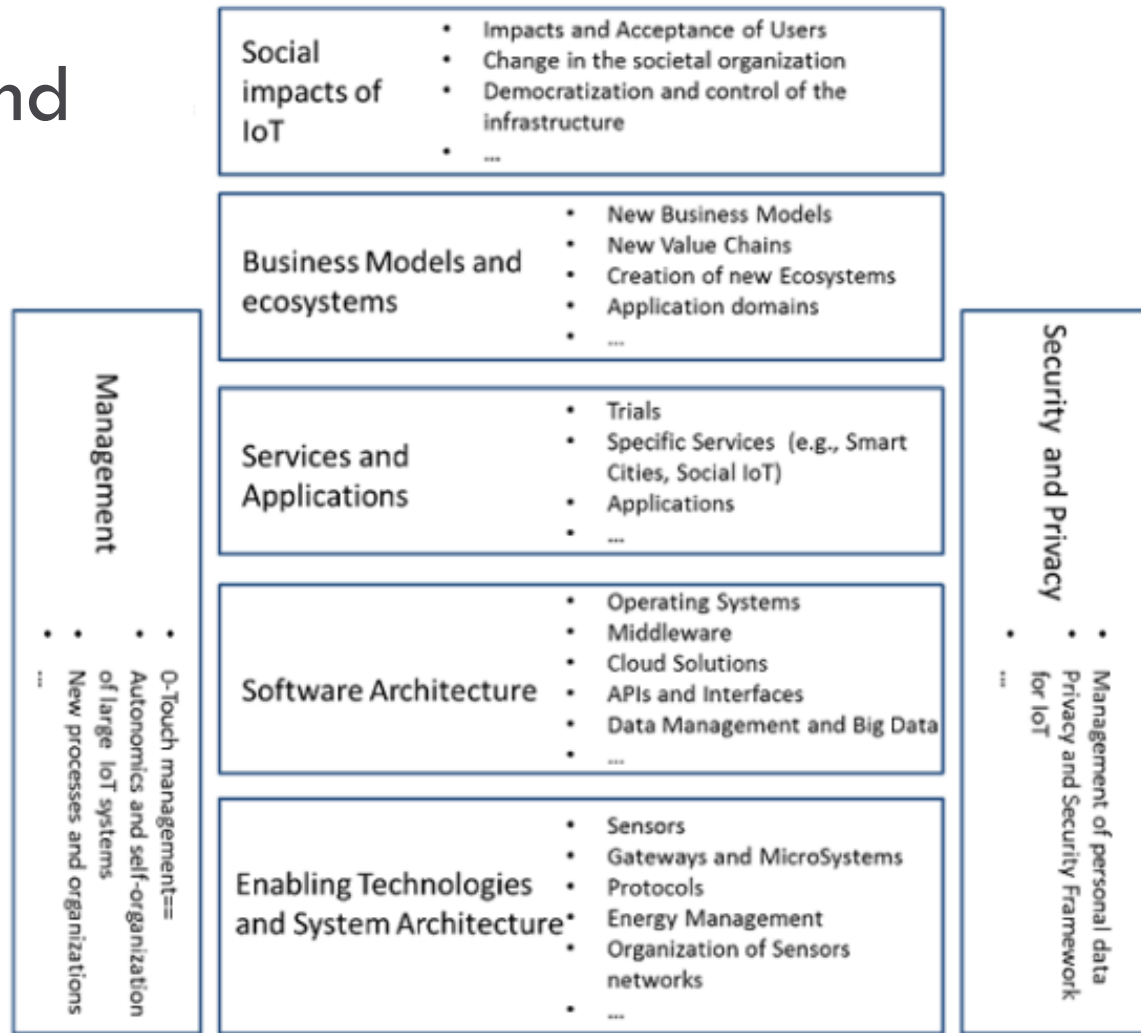 nd
Social
impacts of
IoT
• Impacts and Acceptance of Users
• Change in the societal organization
• Democratization and control of the
infrastructure
• ...
Business Models and
ecosystems
• New Business Models
• New Value Chains
• Creation of new Ecosystems
• Application domains
• ...
Services and
Applications
• Trials
• Specific Services (e.g., Smart
Cities, Social IoT)
• Applications
• ...
Software Architecture
• Operating Systems
• Middleware
• Cloud Solutions
• APIs and Interfaces
• Data Management and Big Data
• ...
Enabling Technologies
and System Architecture
• Sensors
• Gateways and MicroSystems
• Protocols
• Energy Management
• Organization of Sensors
networks
• ...
Management
• 0-Touch management==
• Autonomics and self-organization
of large IoT systems
• New processes and organizations
• ...
Security and Privacy
• Management of personal data
• Privacy and Security Framework
for IoT
• ...